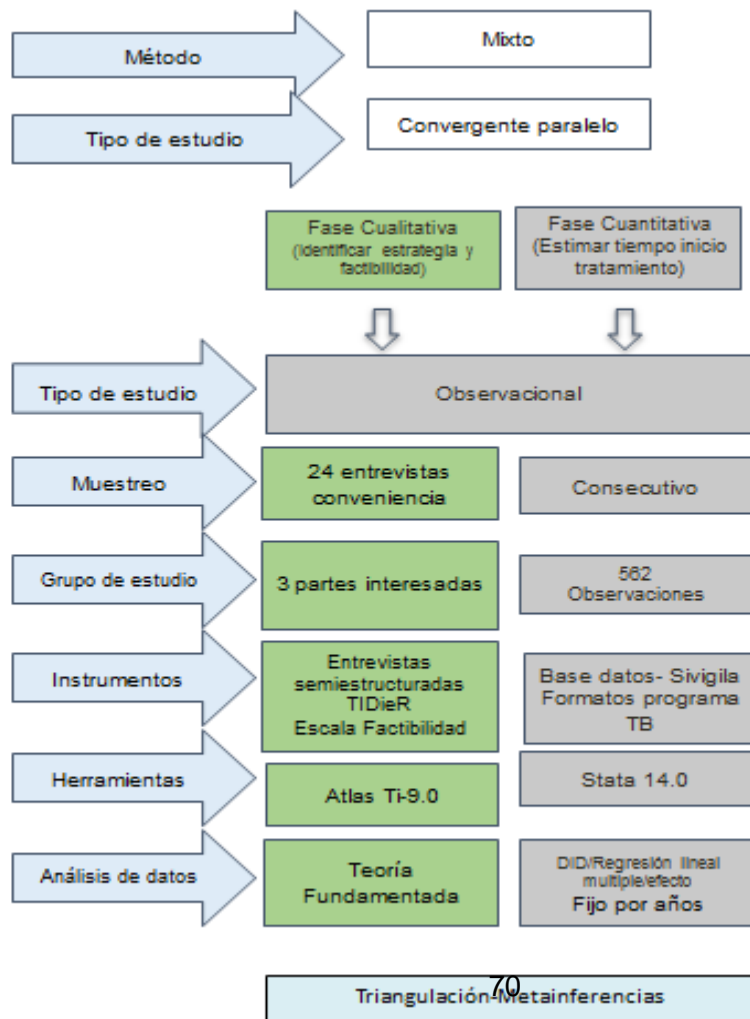 Método
Mixto
Tipo de estudio
Convergente paralelo
Fase Cualitativa
(Identificar estrategia y
factibilidad)
Fase Cuantitativa
(Estimar tiempo inicio
tratamiento)
Tipo de estudio
Observacional
Muestreo
24 entrevistas
conveniencia
Consecutivo
Grupo de estudio
3 partes interesadas
562
Observaciones
Instrumentos
Entrevistas
semiestructuradas
TIDieR
Escala Factibilidad
Base datos- Sivigila
Formatos programa
TB
Herramientas
Atlas Ti-9.0
Stata 14.0
Análisis de datos
Teoría
Fundamentada
DID/Regresión lineal
multiple/efecto
Fijo por años
Triangulación-Metainferencias
70